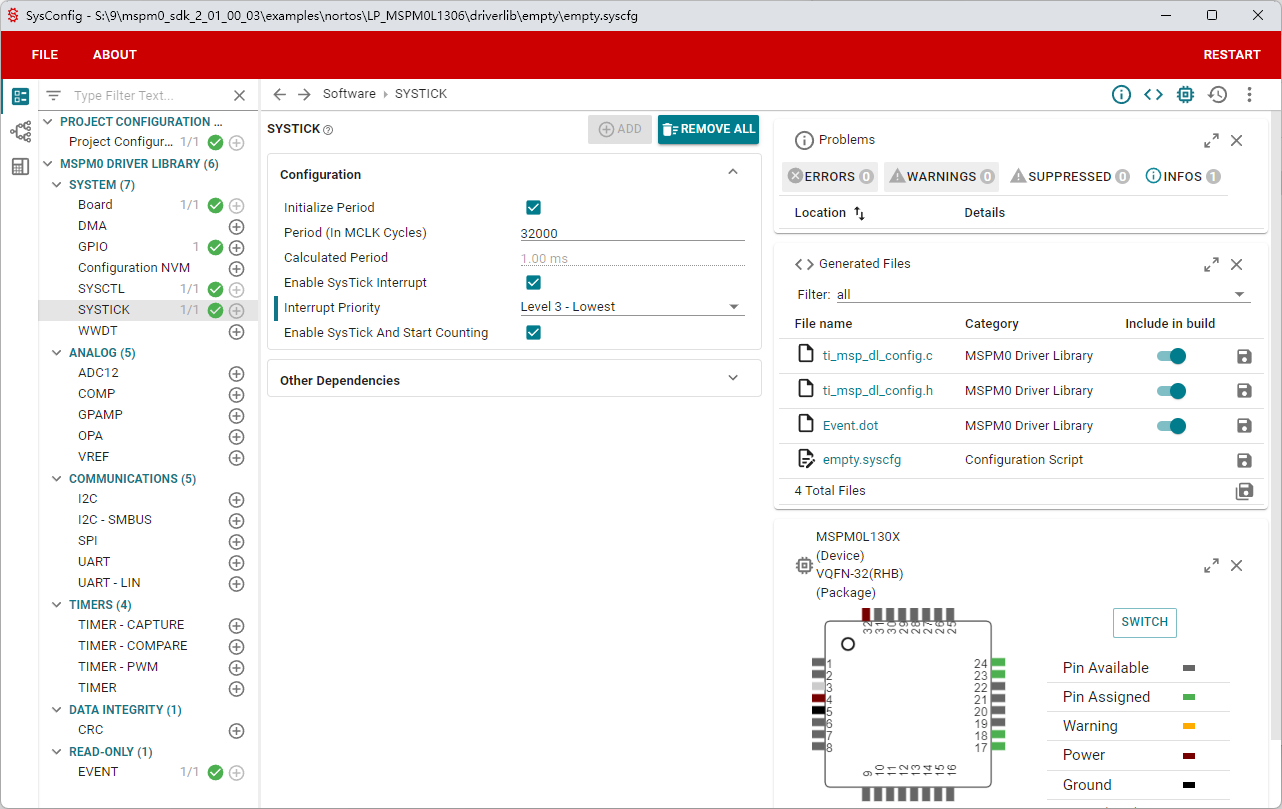 SysConfig - S:\9\mspm0_sdk_2_01_00_03\examples\nortos\LP_MSPM0L1306\driverlib\empty\empty.syscfg
FILE ABOUT RESTART
Type Filter Text...
PROJECT CONFIGURATION ...
Project Configur... 1/1
MSPM0 DRIVER LIBRARY (6)
SYSTEM (7)
Board 1/1
DMA
GPIO 1
Configuration NVM
SYSCTL 1/1
SYSTICK 1/1
WWDT
ANALOG (5)
ADC12
COMP
GPAMP
OPA
VREF
COMMUNICATIONS (5)
I2C
I2C - SMBUS
SPI
UART
UART - LIN
TIMERS (4)
TIMER - CAPTURE
TIMER - COMPARE
TIMER - PWM
TIMER
DATA INTEGRITY (1)
CRC
READ-ONLY (1)
EVENT 1/1
Software SYSTICK
SYSTICK ADD REMOVE ALL
Configuration
Initialize Period
Period (In MCLK Cycles) 32000
Calculated Period 1.00 ms
Enable SysTick Interrupt
Interrupt Priority Level 3 - Lowest
Enable SysTick And Start Counting
Other Dependencies
Problems
ERRORS 0 WARNINGS 0 SUPPRESSED 0 INFOS 1
Location Details
Generated Files
Filter: all
File name Category Include in build
ti_msp_dl_config.c MSPM0 Driver Library
ti_msp_dl_config.h MSPM0 Driver Library
Event.dot MSPM0 Driver Library
empty.syscfg Configuration Script
4 Total Files
MSPM0L130X
(Device)
VQFN-32(RHB)
(Package)
SWITCH
32 31 30 29 28 27 26 25
1 24
2 23
3 22
4 21
5 20
6 19
7 18
8 17
9 10 11 12 13 14 15 16
Pin Available
Pin Assigned
Warning
Power
Ground